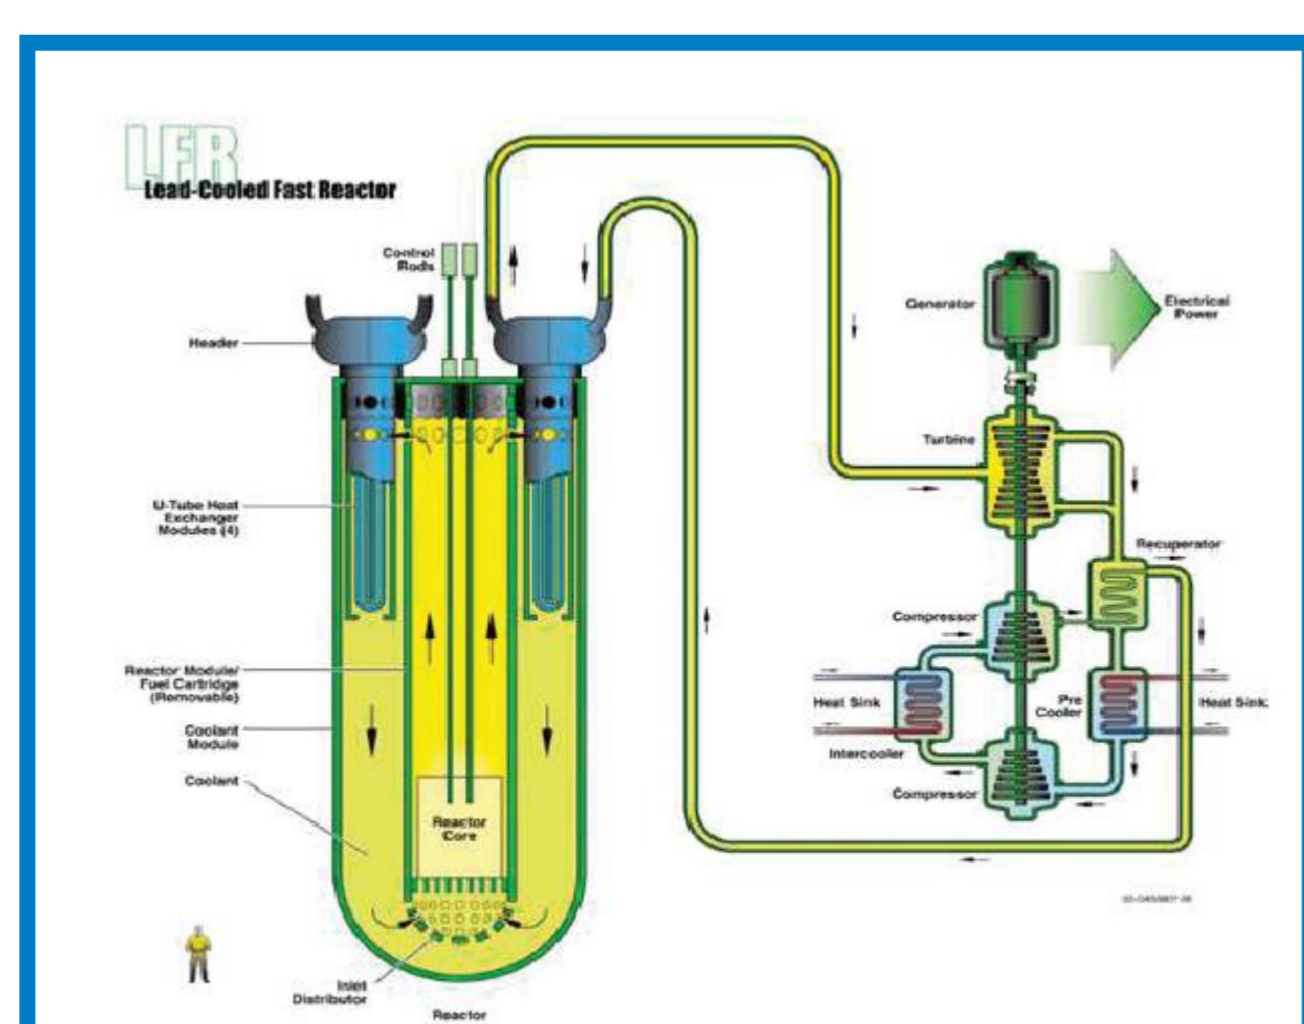 LFR
Lead-Cooled Fast Reactor
Control
Rods
Header
Generator
Electrical
Power
Turbine
U-Tube Heat
Exchanger
Modules (4)
Recuperator
Compressor
Reactor Module/
Fuel Cartridge
(Removable)
Heat Sink
Pre
Cooler
Heat Sink
Coolant
Module
Intercooler
Coolant
Compressor
Reactor
Core
Inlet
Distributor
Reactor